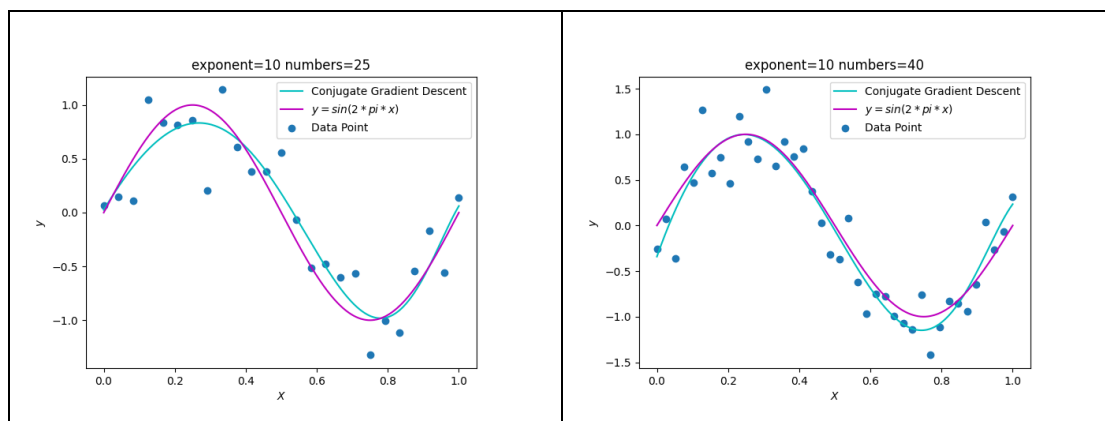 exponent=10 numbers=25
Conjugate Gradient Descent
y = sin(2 * pi * x)
Data Point
1.0
0.5
0.0
−0.5
−1.0
y
0.0 0.2 0.4 0.6 0.8 1.0
X
exponent=10 numbers=40
Conjugate Gradient Descent
y = sin(2 * pi * x)
Data Point
1.5
1.0
0.5
0.0
−0.5
−1.0
−1.5
y
0.0 0.2 0.4 0.6 0.8 1.0
X